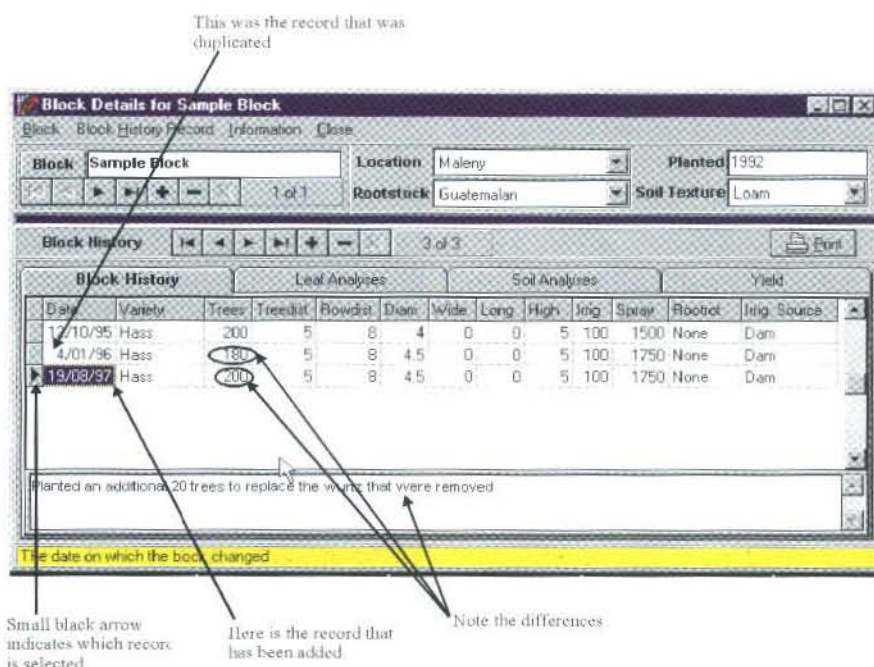 This was the record that was
duplicated
Block Details for Sample Block
Block Block History Record Information Close
Block Sample Block Location Maleny Planted 1992
1 of 1 Rootstock Guatemalan Soil Texture Loam
Block History 3 of 3 Print
Block History Leaf Analyses Soil Analyses Yield
Date Variety Trees Treedist Rowdist Diam Wide Long High Irrig Spray Rootrot Irrig. Source
12/10/95 Hass 200 5 8 4 0 0 5 100 1500 None Dam
4/01/96 Hass 180 5 8 4.5 0 0 5 100 1750 None Dam
19/08/97 Hass 200 5 8 4.5 0 0 5 100 1750 None Dam
Planted an additional 20 trees to replace the wurtz that were removed
The date on which the bock changed
Small black arrow
indicates which record
is selected
Here is the record that
has been added
Note the differences